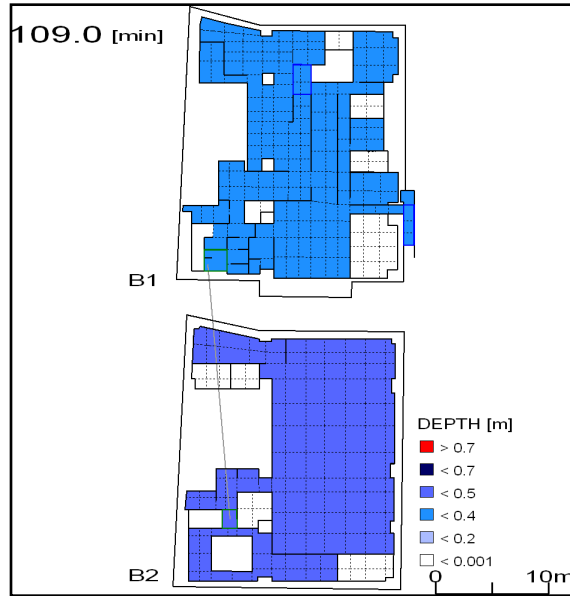 109.0 [min]
B1
B2
DEPTH [m]
> 0.7
< 0.7
< 0.5
< 0.4
< 0.2
< 0.001
0 10m